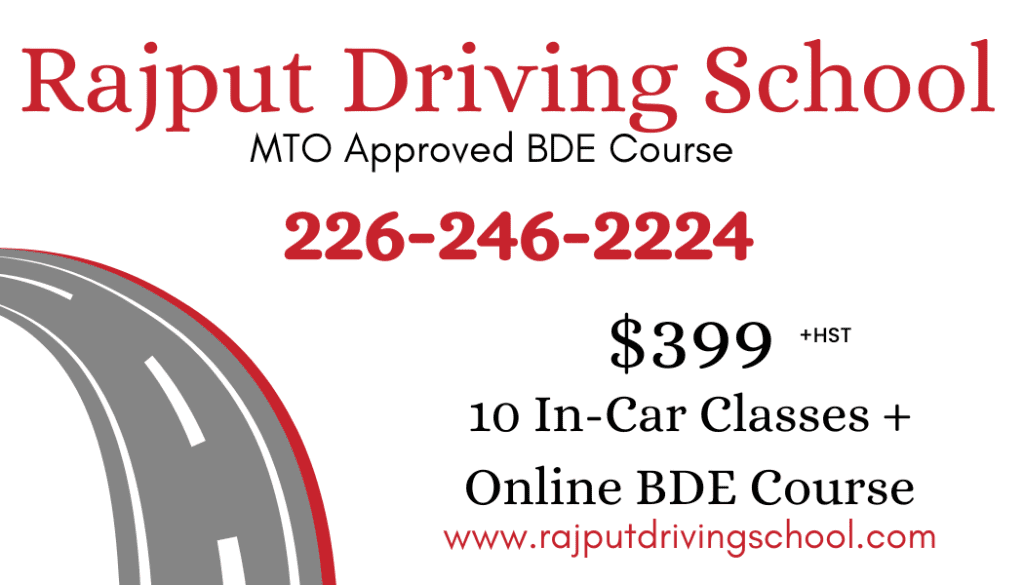 Rajput Driving School
MTO Approved BDE Course
226-246-2224
$399 +HST
10 In-Car Classes +
Online BDE Course
www.rajputdrivingschool.com